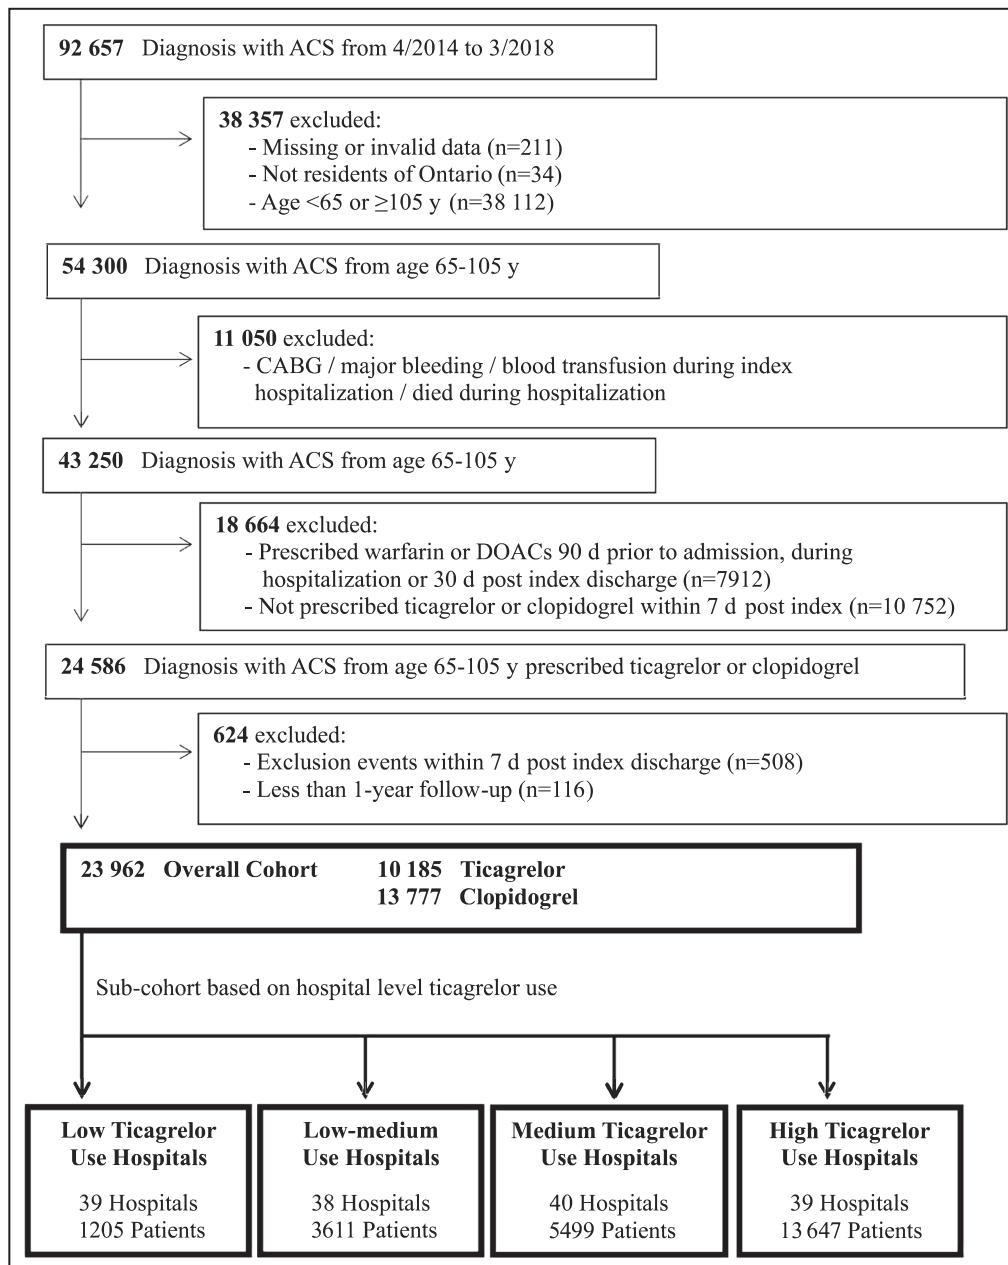 92 657 Diagnosis with ACS from 4/2014 to 3/2018
38 357 excluded:
- Missing or invalid data (n=211)
- Not residents of Ontario (n=34)
- Age <65 or ≥105 y (n=38 112)
54 300 Diagnosis with ACS from age 65-105 y
11 050 excluded:
- CABG / major bleeding / blood transfusion during index
hospitalization / died during hospitalization
43 250 Diagnosis with ACS from age 65-105 y
18 664 excluded:
- Prescribed warfarin or DOACs 90 d prior to admission, during
hospitalization or 30 d post index discharge (n=7912)
- Not prescribed ticagrelor or clopidogrel within 7 d post index (n=10 752)
24 586 Diagnosis with ACS from age 65-105 y prescribed ticagrelor or clopidogrel
624 excluded:
- Exclusion events within 7 d post index discharge (n=508)
- Less than 1-year follow-up (n=116)
23 962 Overall Cohort 10 185 Ticagrelor
13 777 Clopidogrel
Sub-cohort based on hospital level ticagrelor use
Low Ticagrelor
Use Hospitals
39 Hospitals
1205 Patients
Low-medium
Use Hospitals
38 Hospitals
3611 Patients
Medium Ticagrelor
Use Hospitals
40 Hospitals
5499 Patients
High Ticagrelor
Use Hospitals
39 Hospitals
13 647 Patients